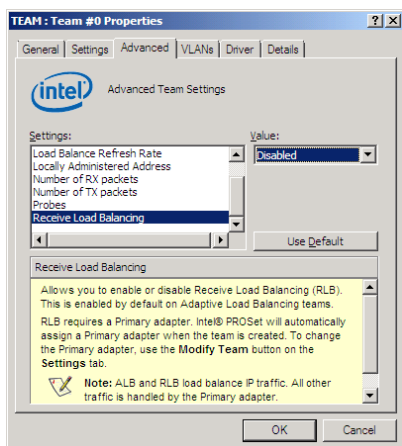 TEAM : Team #0 Properties
General Settings Advanced VLANs Driver Details
intel
Advanced Team Settings
Settings:
Value:
Load Balance Refresh Rate
Locally Administered Address
Number of RX packets
Number of TX packets
Probes
Receive Load Balancing
Disabled
Use Default
Receive Load Balancing
Allows you to enable or disable Receive Load Balancing (RLB).
This is enabled by default on Adaptive Load Balancing teams.
RLB requires a Primary adapter. Intel® PROSet will automatically
assign a Primary adapter when the team is created. To change
the Primary adapter, use the Modify Team button on the
Settings tab.
Note: ALB and RLB load balance IP traffic. All other
traffic is handled by the Primary adapter.
OK Cancel